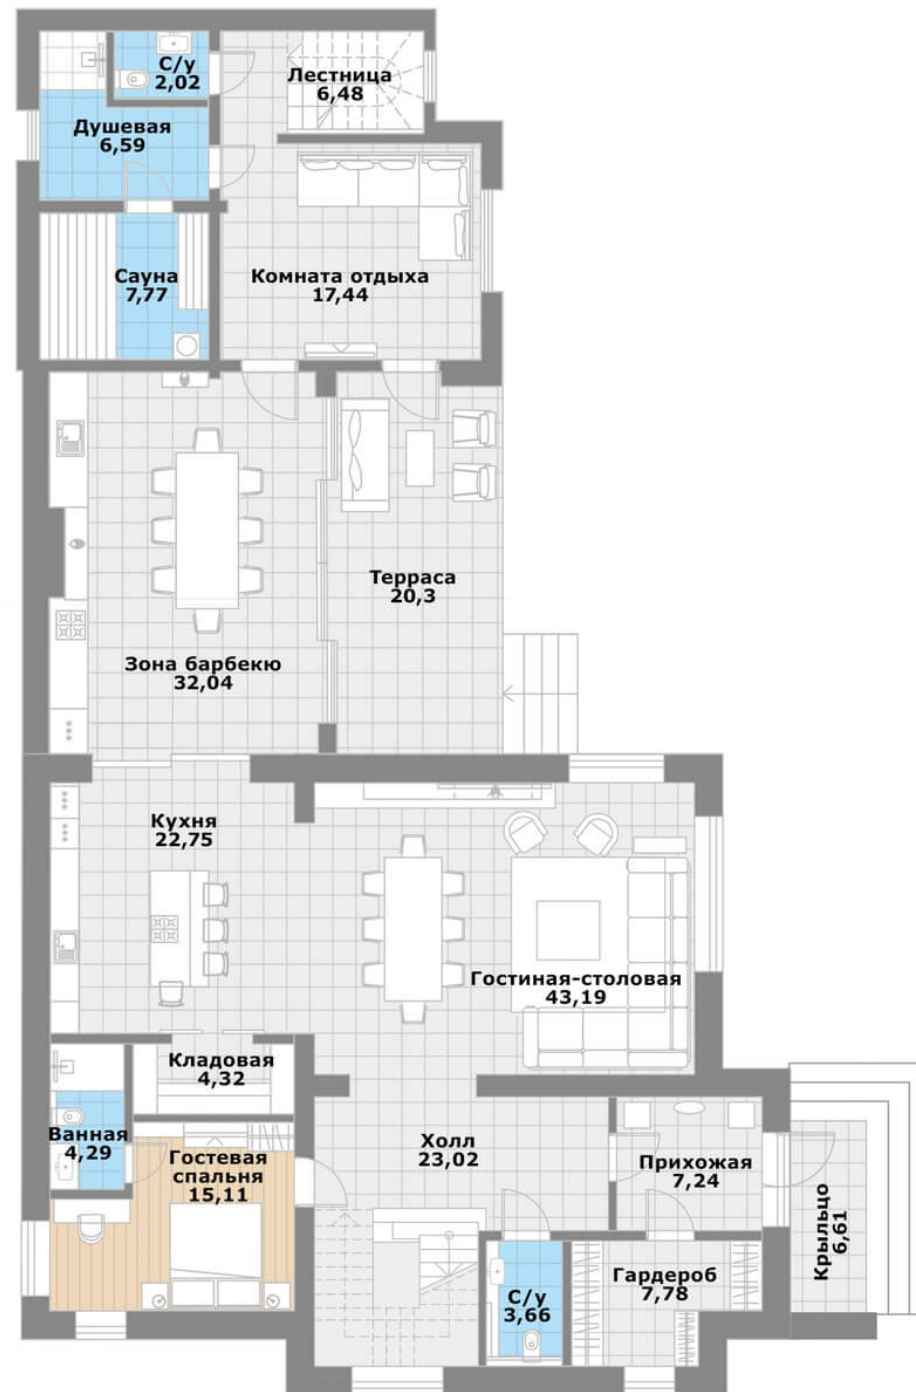 С/у
2,02
Лестница
6,48
Душевая
6,59
Сауна
7,77
Комната отдыха
17,44
Терраса
20,3
Зона барбекю
32,04
Кухня
22,75
Гостиная-столовая
43,19
Кладовая
4,32
Ванная
4,29
Гостевая
спальня
15,11
Холл
23,02
Прихожая
7,24
Крыльцо
6,61
С/у
3,66
Гардероб
7,78